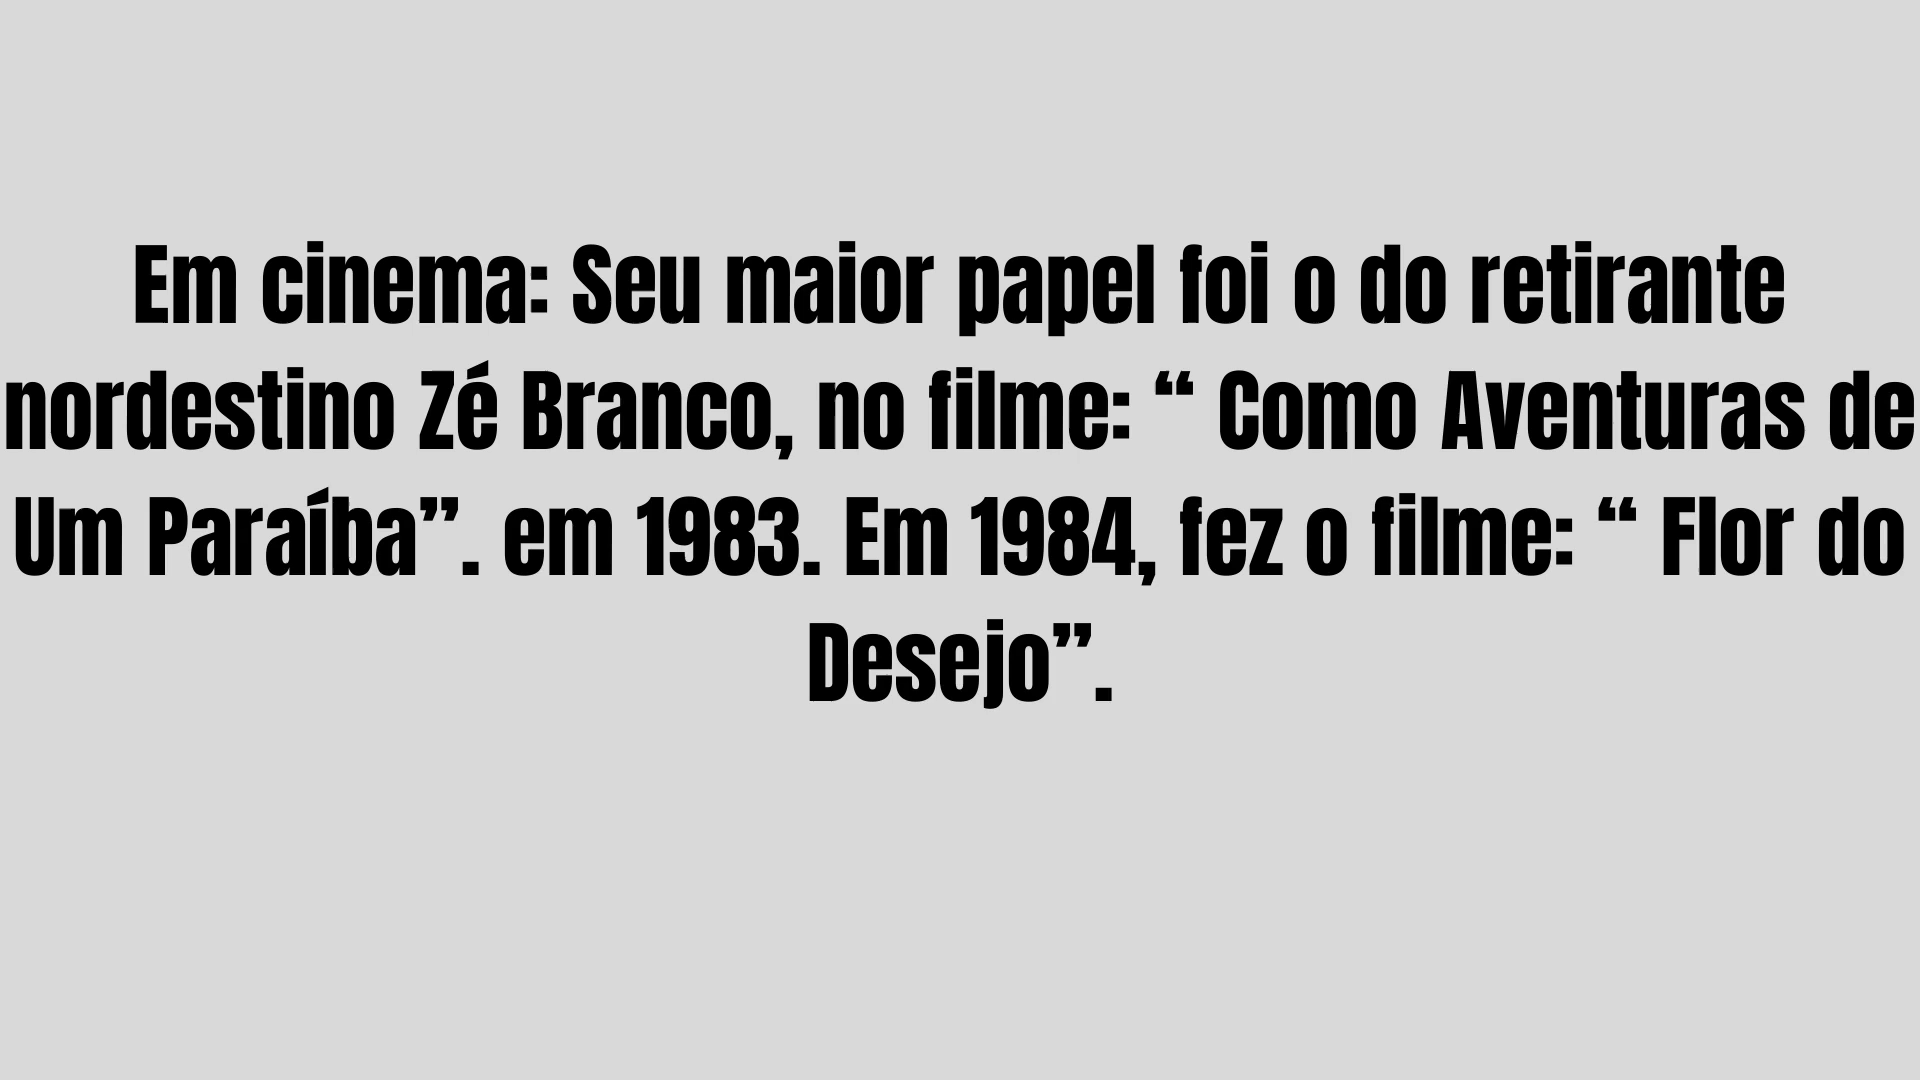 Em cinema: Seu maior papel foi o do retirante
nordestino Zé Branco, no filme: “ Como Aventuras de
Um Paraíba”. em 1983. Em 1984, fez o filme: “ Flor do
Desejo”.